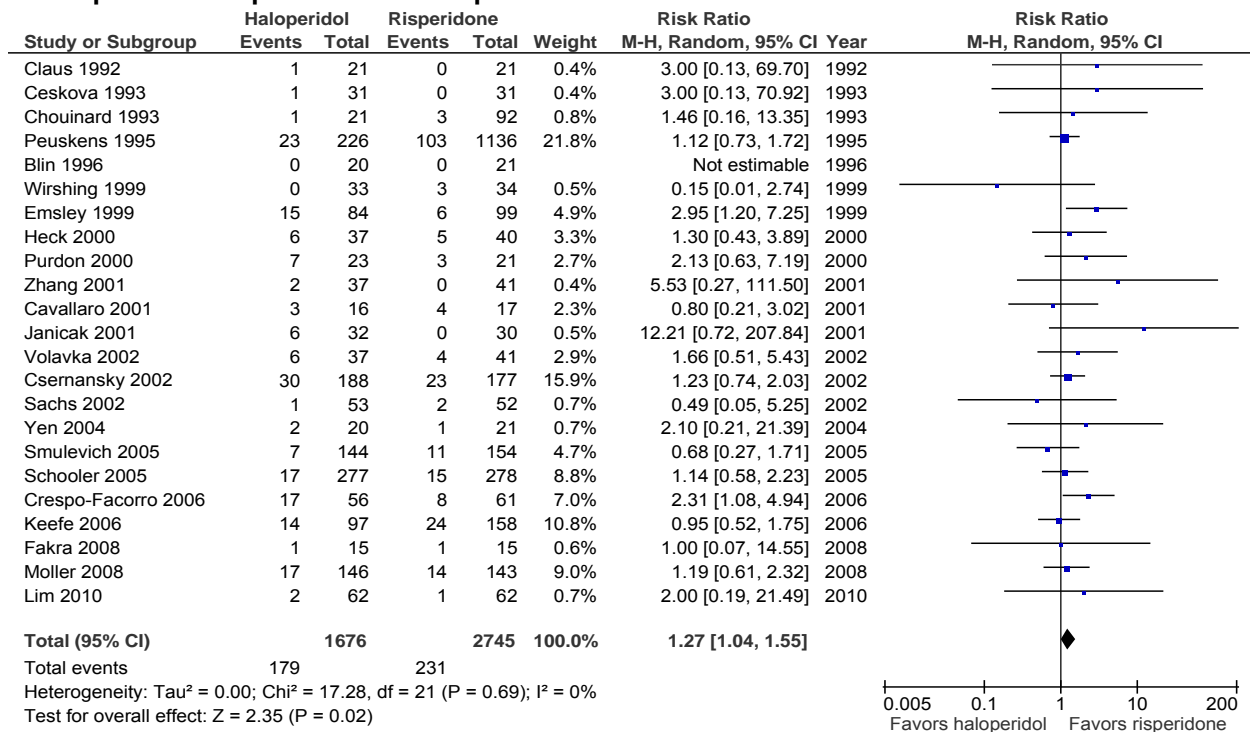 Haloperidol Risperidone Risk Ratio Risk Ratio
Study or Subgroup Events Total Events Total Weight M-H, Random, 95% CI Year M-H, Random, 95% CI
Claus 1992 1 21 0 21 0.4% 3.00 [0.13, 69.70] 1992
Ceskova 1993 1 31 0 31 0.4% 3.00 [0.13, 70.92] 1993
Chouinard 1993 1 21 3 92 0.8% 1.46 [0.16, 13.35] 1993
Peuskens 1995 23 226 103 1136 21.8% 1.12 [0.73, 1.72] 1995
Blin 1996 0 20 0 21 Not estimable 1996
Wirshing 1999 0 33 3 34 0.5% 0.15 [0.01, 2.74] 1999
Emsley 1999 15 84 6 99 4.9% 2.95 [1.20, 7.25] 1999
Heck 2000 6 37 5 40 3.3% 1.30 [0.43, 3.89] 2000
Purdon 2000 7 23 3 21 2.7% 2.13 [0.63, 7.19] 2000
Zhang 2001 2 37 0 41 0.4% 5.53 [0.27, 111.50] 2001
Cavallaro 2001 3 16 4 17 2.3% 0.80 [0.21, 3.02] 2001
Janicak 2001 6 32 0 30 0.5% 12.21 [0.72, 207.84] 2001
Volavka 2002 6 37 4 41 2.9% 1.66 [0.51, 5.43] 2002
Csernansky 2002 30 188 23 177 15.9% 1.23 [0.74, 2.03] 2002
Sachs 2002 1 53 2 52 0.7% 0.49 [0.05, 5.25] 2002
Yen 2004 2 20 1 21 0.7% 2.10 [0.21, 21.39] 2004
Smulevich 2005 7 144 11 154 4.7% 0.68 [0.27, 1.71] 2005
Schooler 2005 17 277 15 278 8.8% 1.14 [0.58, 2.23] 2005
Crespo-Facorro 2006 17 56 8 61 7.0% 2.31 [1.08, 4.94] 2006
Keefe 2006 14 97 24 158 10.8% 0.95 [0.52, 1.75] 2006
Fakra 2008 1 15 1 15 0.6% 1.00 [0.07, 14.55] 2008
Moller 2008 17 146 14 143 9.0% 1.19 [0.61, 2.32] 2008
Lim 2010 2 62 1 62 0.7% 2.00 [0.19, 21.49] 2010
Total (95% CI) 1676 2745 100.0% 1.27 [1.04, 1.55]
Total events 179 231
Heterogeneity: Tau² = 0.00; Chi² = 17.28, df = 21 (P = 0.69); I² = 0%
Test for overall effect: Z = 2.35 (P = 0.02)
0.005 0.1 1 10 200
Favors haloperidol Favors risperidone